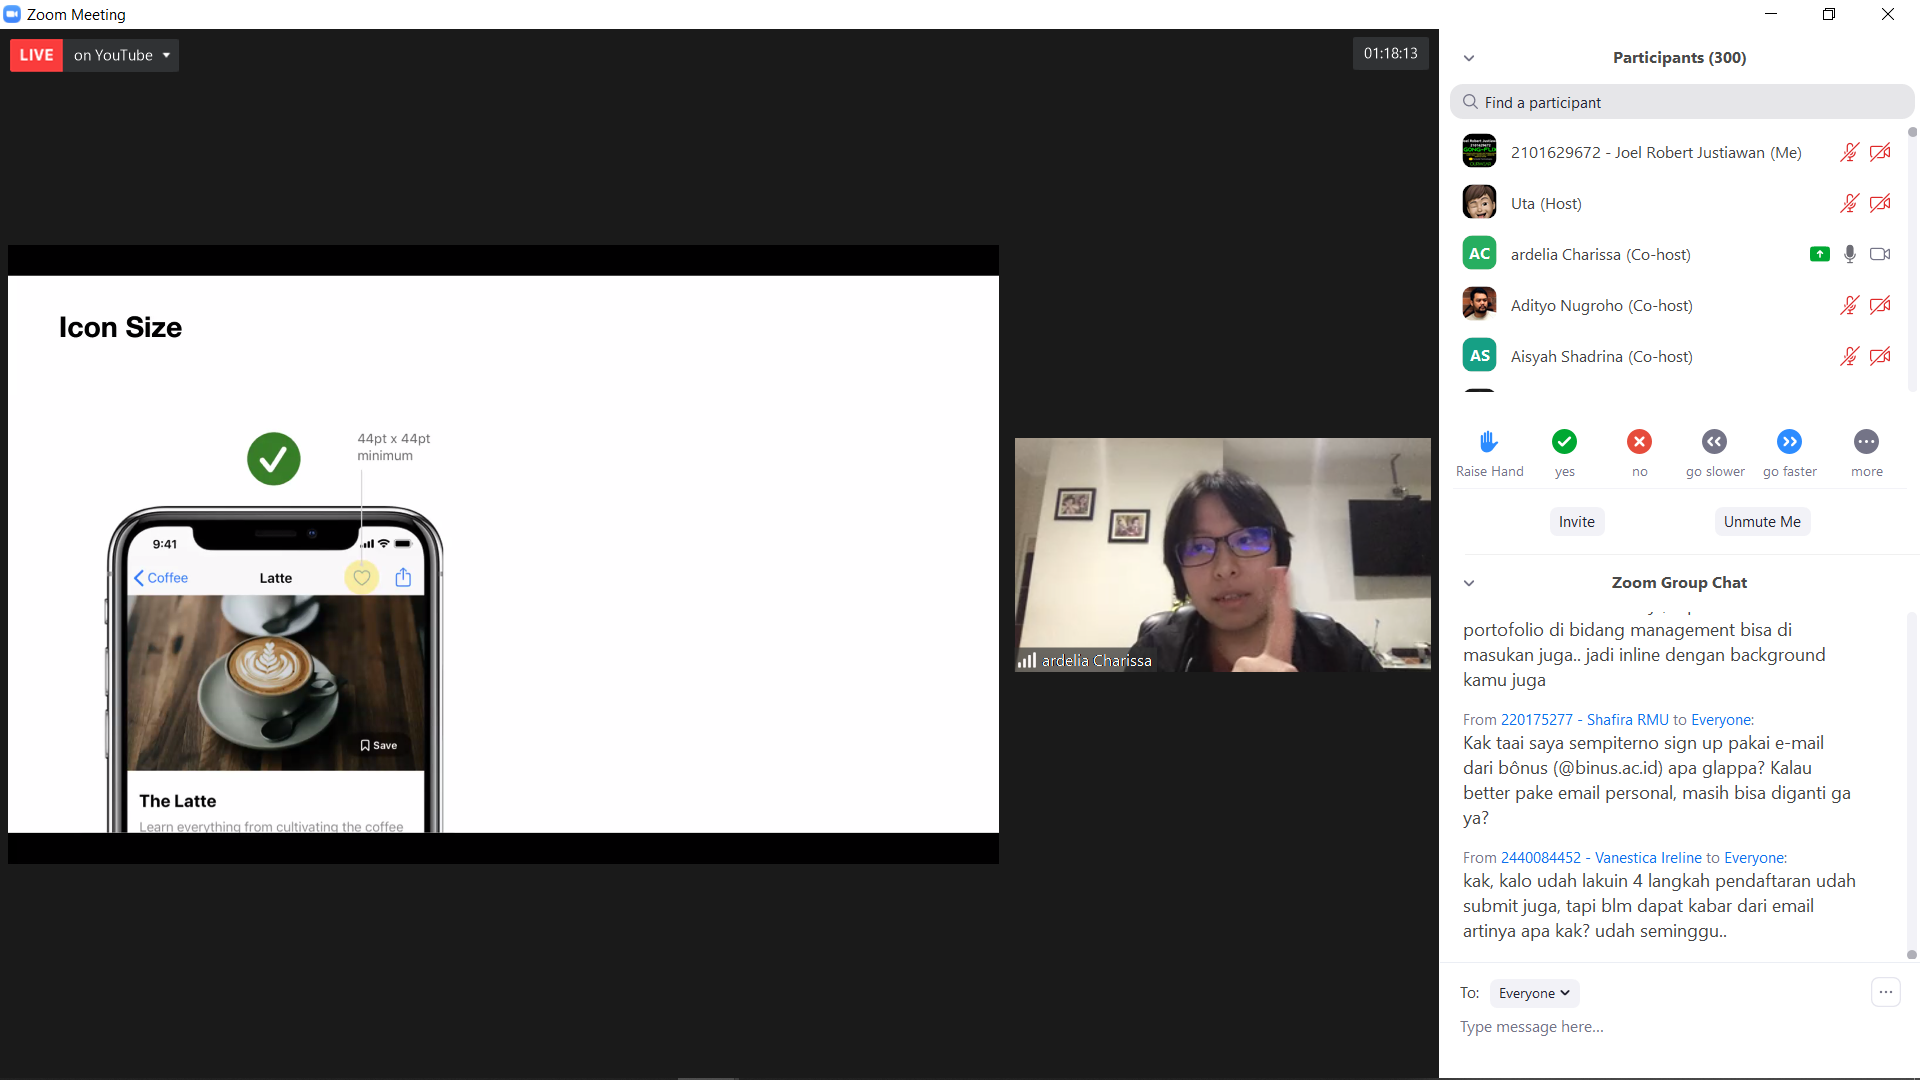 Zoom Meeting
LIVE on YouTube
01:18:13
Icon Size
44pt x 44pt
minimum
9:41
Coffee
Latte
Save
The Latte
Learn everything from cultivating the coffee
ardelia Charissa
Participants (300)
Find a participant
2101629672 - Joel Robert Justiawan (Me)
Uta (Host)
AC
ardelia Charissa (Co-host)
Adityo Nugroho (Co-host)
AS
Aisyah Shadrina (Co-host)
Raise Hand
yes
no
go slower
go faster
more
Invite
Unmute Me
Zoom Group Chat
portofolio di bidang management bisa di
masukan juga.. jadi inline dengan background
kamu juga
From 220175277 - Shafira RMU to Everyone:
Kak taai saya sempiterno sign up pakai e-mail
dari bônus (@binus.ac.id) apa glappa? Kalau
better pake email personal, masih bisa diganti ga
ya?
From 2440084452 - Vanestica Ireline to Everyone:
kak, kalo udah lakuin 4 langkah pendaftaran udah
submit juga, tapi blm dapat kabar dari email
artinya apa kak? udah seminggu..
To: Everyone
Type message here...